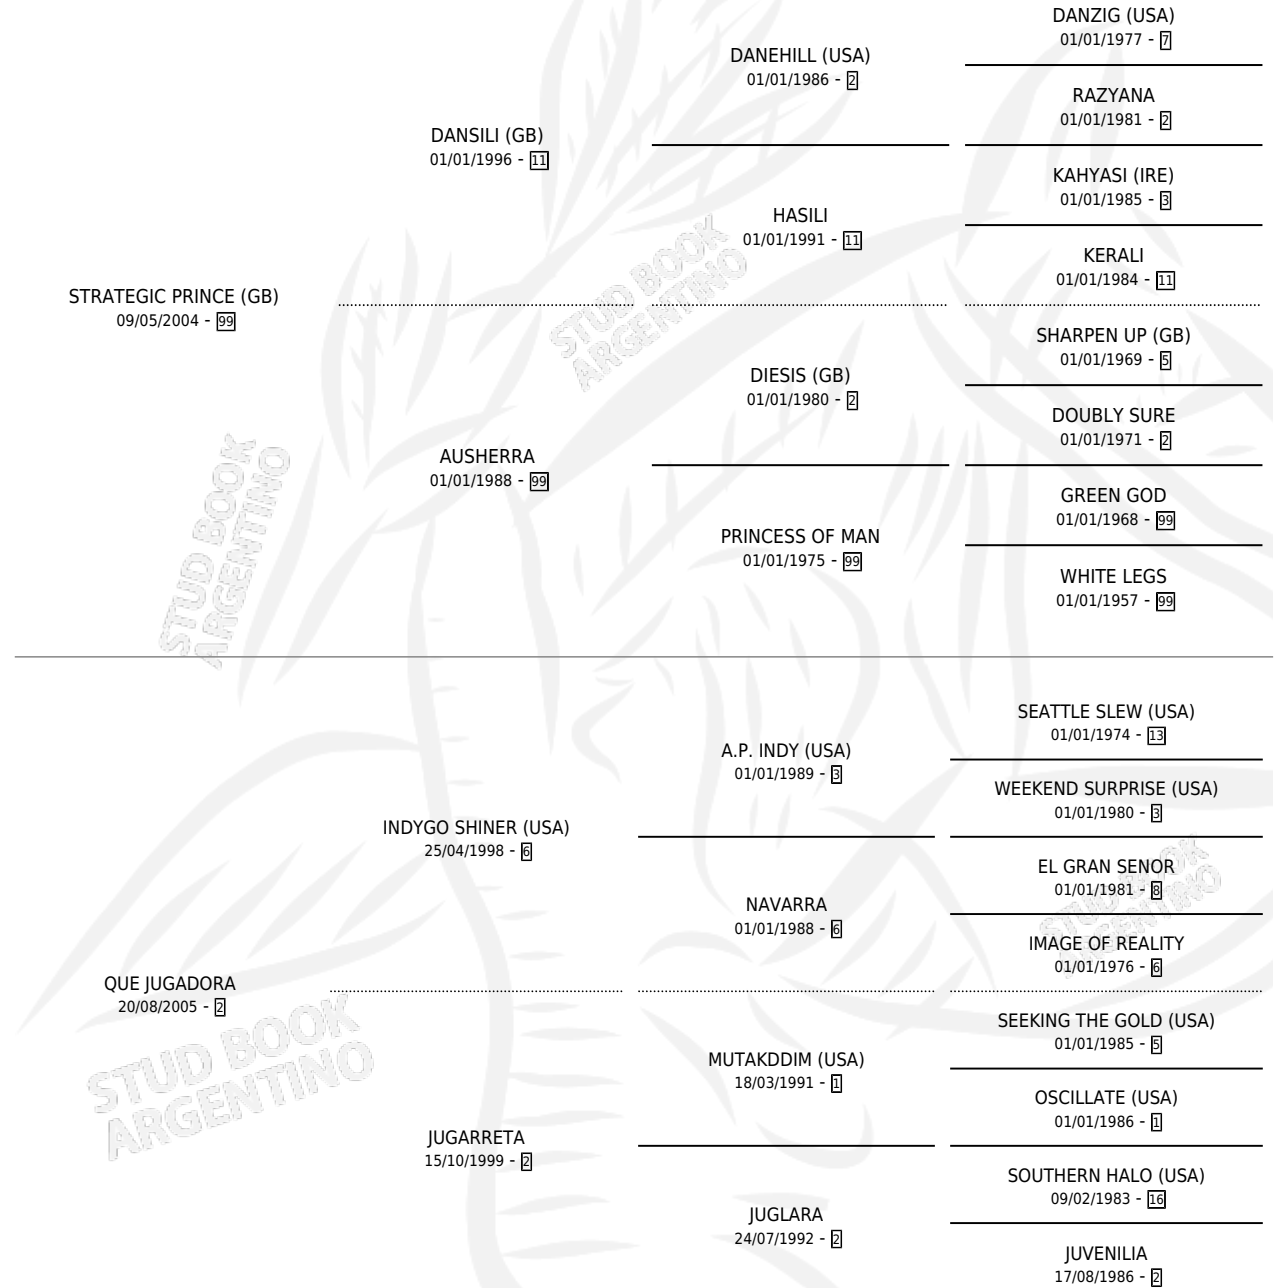 DANZIG (USA)
01/01/1977 - 7
DANEHILL (USA)
01/01/1986 - 2
RAZYANA
01/01/1981 - 2
DANSILI (GB)
01/01/1996 - 11
KAHYASI (IRE)
01/01/1985 - 3
HASILI
01/01/1991 - 11
KERALI
01/01/1984 - 11
STRATEGIC PRINCE (GB)
09/05/2004 - 99
SHARPEN UP (GB)
01/01/1969 - 5
DIESIS (GB)
01/01/1980 - 2
DOUBLY SURE
01/01/1971 - 2
AUSHERRA
01/01/1988 - 99
GREEN GOD
01/01/1968 - 99
PRINCESS OF MAN
01/01/1975 - 99
WHITE LEGS
01/01/1957 - 99
SEATTLE SLEW (USA)
01/01/1974 - 13
A.P. INDY (USA)
01/01/1989 - 3
WEEKEND SURPRISE (USA)
01/01/1980 - 3
INDYGO SHINER (USA)
25/04/1998 - 6
EL GRAN SENOR
01/01/1981 - 8
NAVARRA
01/01/1988 - 6
IMAGE OF REALITY
01/01/1976 - 6
QUE JUGADORA
20/08/2005 - 2
SEEKING THE GOLD (USA)
01/01/1985 - 5
MUTAKDDIM (USA)
18/03/1991 - 1
OSCILLATE (USA)
01/01/1986 - 1
JUGARRETA
15/10/1999 - 2
SOUTHERN HALO (USA)
09/02/1983 - 16
JUGLARA
24/07/1992 - 2
JUVENILIA
17/08/1986 - 2
STUD BOOK
ARGENTINO
STUD BOOK
ARGENTINO
STUD BOOK
ARGENTINO
STUD BOOK
ARGENTINO